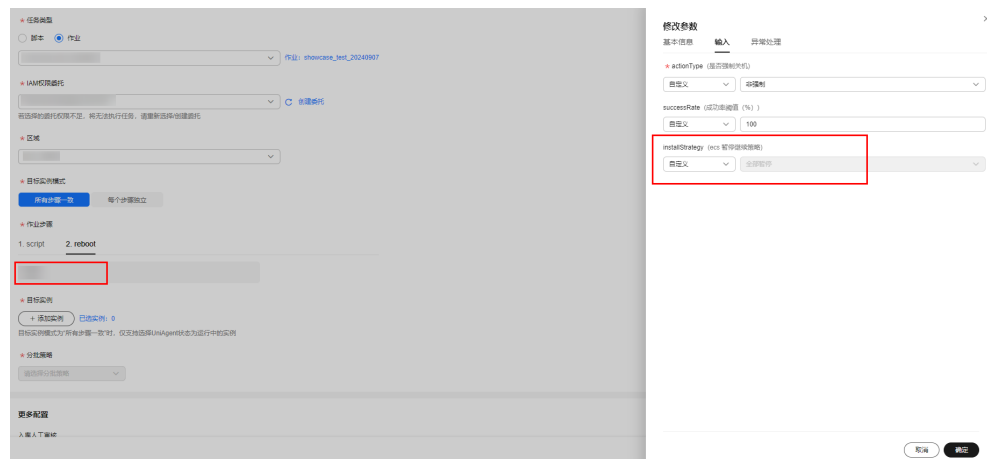 * 任务类型
脚本 作业
作业：showcase_test_20240907
* IAM权限委托
创建委托
若选择的委托权限不足，将无法执行任务，请重新选择/创建委托
* 区域
* 目标实例模式
所有步骤一致 每个步骤独立
* 作业步骤
1. script 2. reboot
* 目标实例
+ 添加实例 已选实例：0
目标实例模式为“所有步骤一致”时，仅支持选择UniAgent状态为运行中的实例
* 分批策略
请选择分批策略
更多配置
人工审核
修改参数
基本信息 输入 异常处理
* actionType (是否强制关机)
自定义 非强制
successRate (成功率阈值（%）)
自定义 100
installStrategy (ecs 暂停继续策略)
自定义 全部暂停
取消 确定